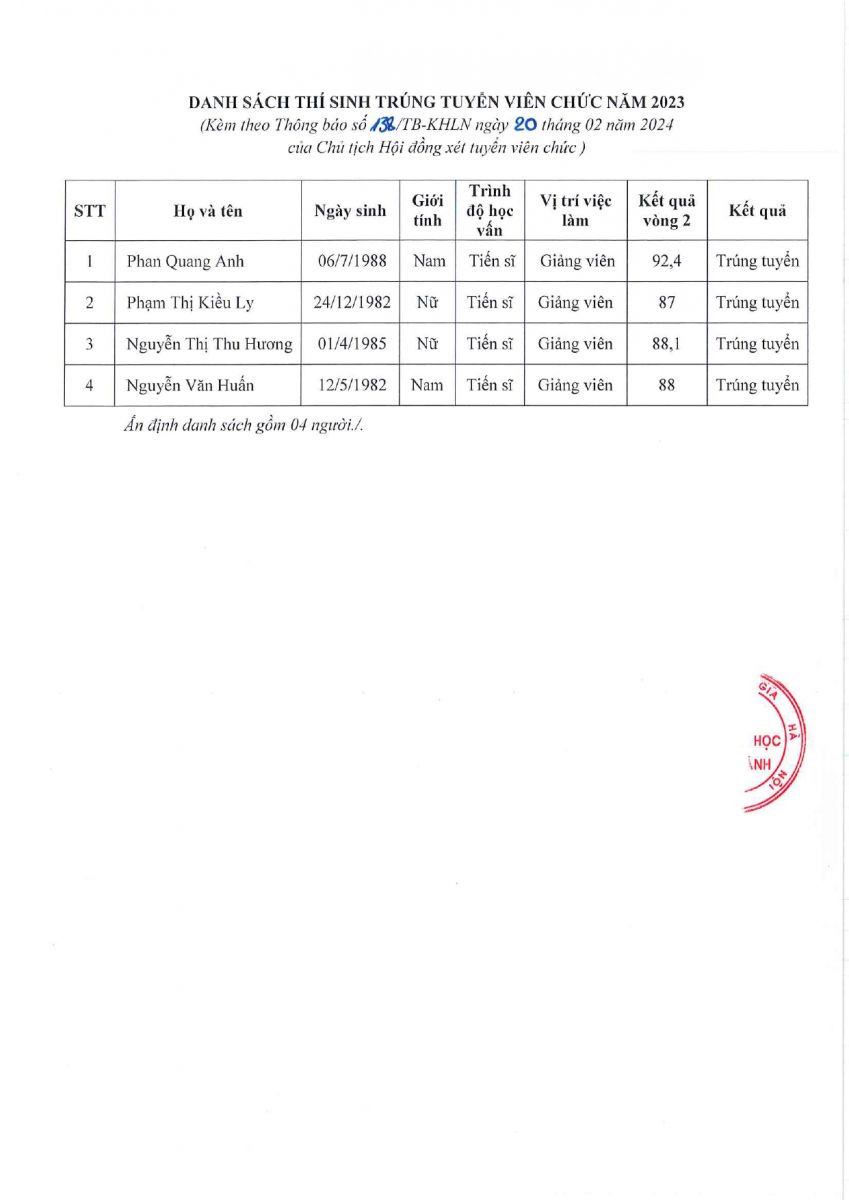 DANH SÁCH THÍ SINH TRÚNG TUYỂN VIÊN CHỨC NĂM 2023
(Kèm theo Thông báo số 138/TB-KHLN ngày 20 tháng 02 năm 2024
của Chủ tịch Hội đồng xét tuyển viên chức )
STT Họ và tên Ngày sinh Giới tính Trình độ học vấn Vị trí việc làm Kết quả vòng 2 Kết quả
1 Phan Quang Anh 06/7/1988 Nam Tiến sĩ Giảng viên 92,4 Trúng tuyển
2 Phạm Thị Kiều Ly 24/12/1982 Nữ Tiến sĩ Giảng viên 87 Trúng tuyển
3 Nguyễn Thị Thu Hương 01/4/1985 Nữ Tiến sĩ Giảng viên 88,1 Trúng tuyển
4 Nguyễn Văn Huấn 12/5/1982 Nam Tiến sĩ Giảng viên 88 Trúng tuyển
Ấn định danh sách gồm 04 người./.
GIA HÀ NỘI
HỌC
ÀNH